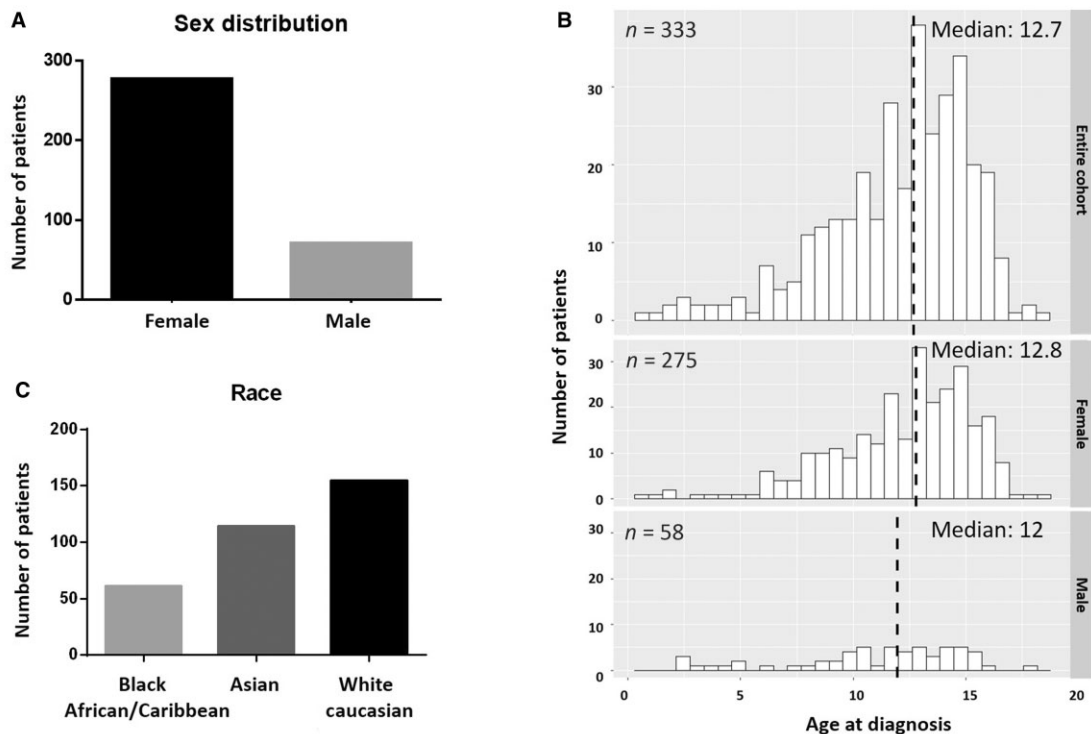 A
Sex distribution
300
200
100
0
Number of patients
Female
Male
C
Race
200
150
100
50
0
Number of patients
Black
African/Caribbean
Asian
White
caucasian
B
n = 333
Median: 12.7
30
20
10
0
Entire cohort
Number of patients
n = 275
Median: 12.8
30
20
10
0
Female
n = 58
Median: 12
30
20
10
0
Male
0
5
10
15
20
Age at diagnosis